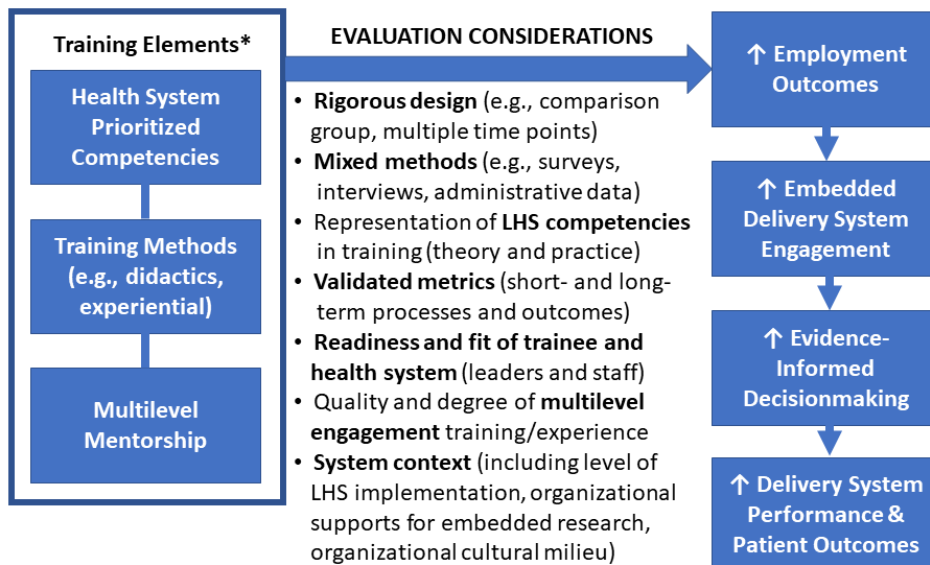 Training Elements*
Health System
Prioritized
Competencies
Training Methods
(e.g., didactics,
experiential)
Multilevel
Mentorship
EVALUATION CONSIDERATIONS
• Rigorous design (e.g., comparison
group, multiple time points)
• Mixed methods (e.g., surveys,
interviews, administrative data)
• Representation of LHS competencies
in training (theory and practice)
• Validated metrics (short- and long-
term processes and outcomes)
• Readiness and fit of trainee and
health system (leaders and staff)
• Quality and degree of multilevel
engagement training/experience
• System context (including level of
LHS implementation, organizational
supports for embedded research,
organizational cultural milieu)
↑ Employment
Outcomes
↑ Embedded
Delivery System
Engagement
↑ Evidence-
Informed
Decisionmaking
↑ Delivery System
Performance &
Patient Outcomes